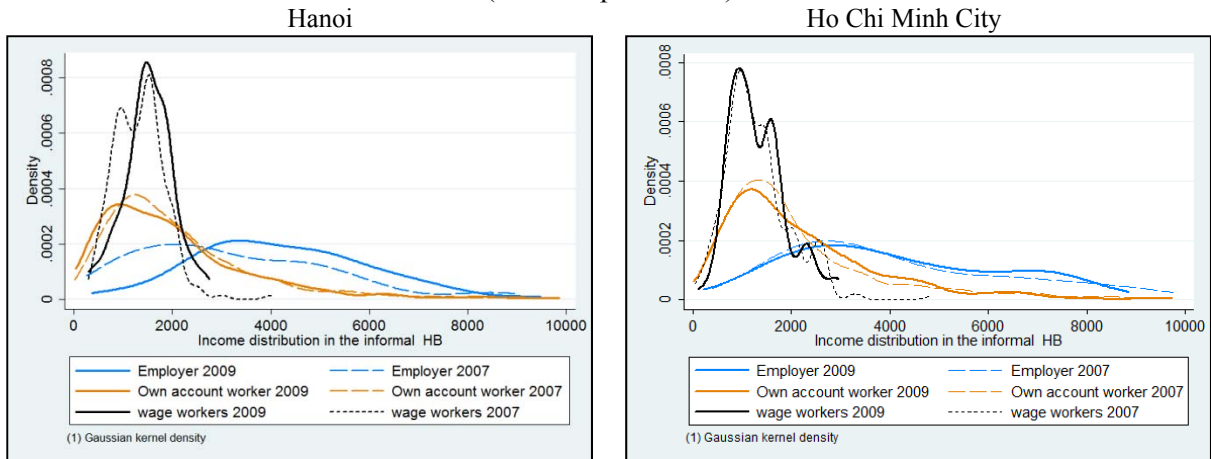 Hanoi
Ho Chi Minh City
Density
0 .0002 .0004 .0006 .0008
0 2000 4000 6000 8000 10000
Income distribution in the informal HB
Employer 2009 Employer 2007
Own account worker 2009 Own account worker 2007
wage workers 2009 wage workers 2007
(1) Gaussian kernel density
Density
0 .0002 .0004 .0006 .0008
0 2000 4000 6000 8000 10000
Income distribution in the informal HB
Employer 2009 Employer 2007
Own account worker 2009 Own account worker 2007
wage workers 2009 wage workers 2007
(1) Gaussian kernel density